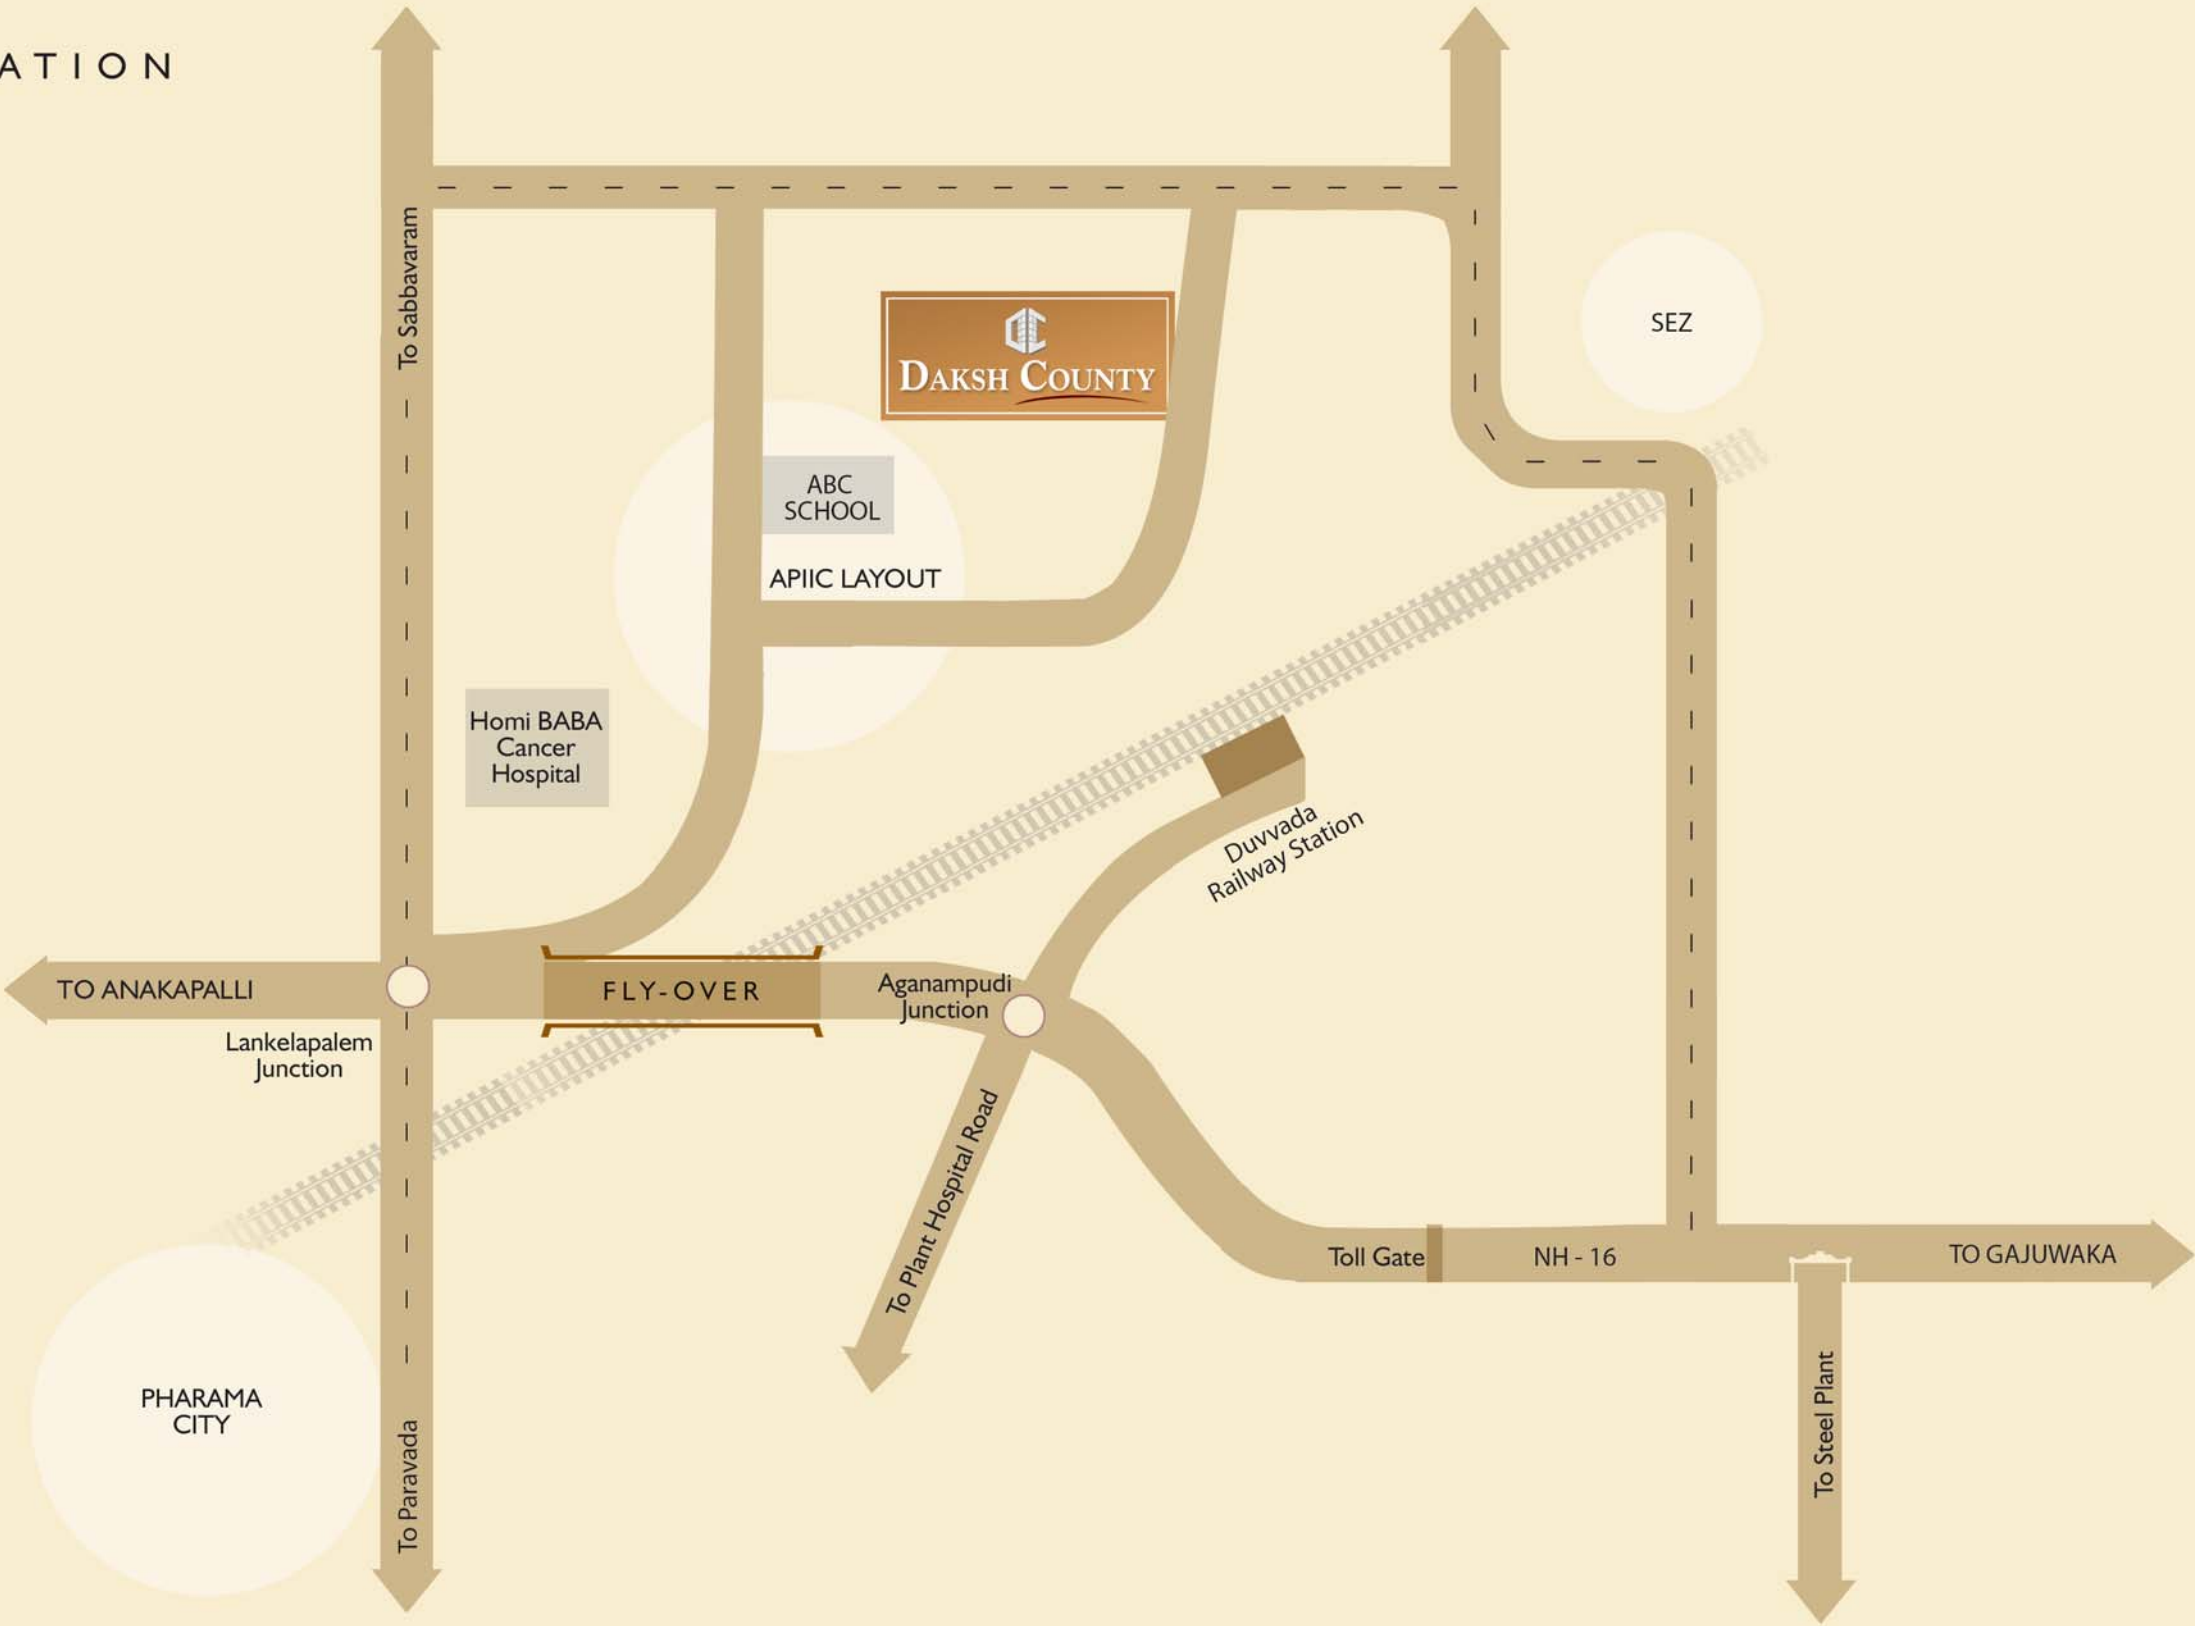 ATION
To Sabbavaram
DAKSH COUNTY
SEZ
ABC
SCHOOL
APIIC LAYOUT
Homi BABA
Cancer
Hospital
Duvvada
Railway Station
TO ANAKAPALLI
FLY-OVER
Aganampudi
Junction
Lankelapalem
Junction
To Plant Hospital Road
Toll Gate
NH - 16
TO GAJUWAKA
PHARAMA
CITY
To Paravada
To Steel Plant